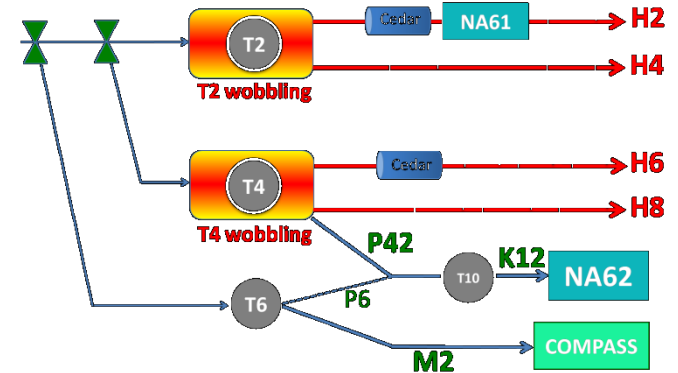 Cedar
NA61
H2
T2
H4
T2 wobbling
Cedar
H6
T4
H8
T4 wobbling
P42
K12
T10
NA62
P6
T6
COMPASS
M2